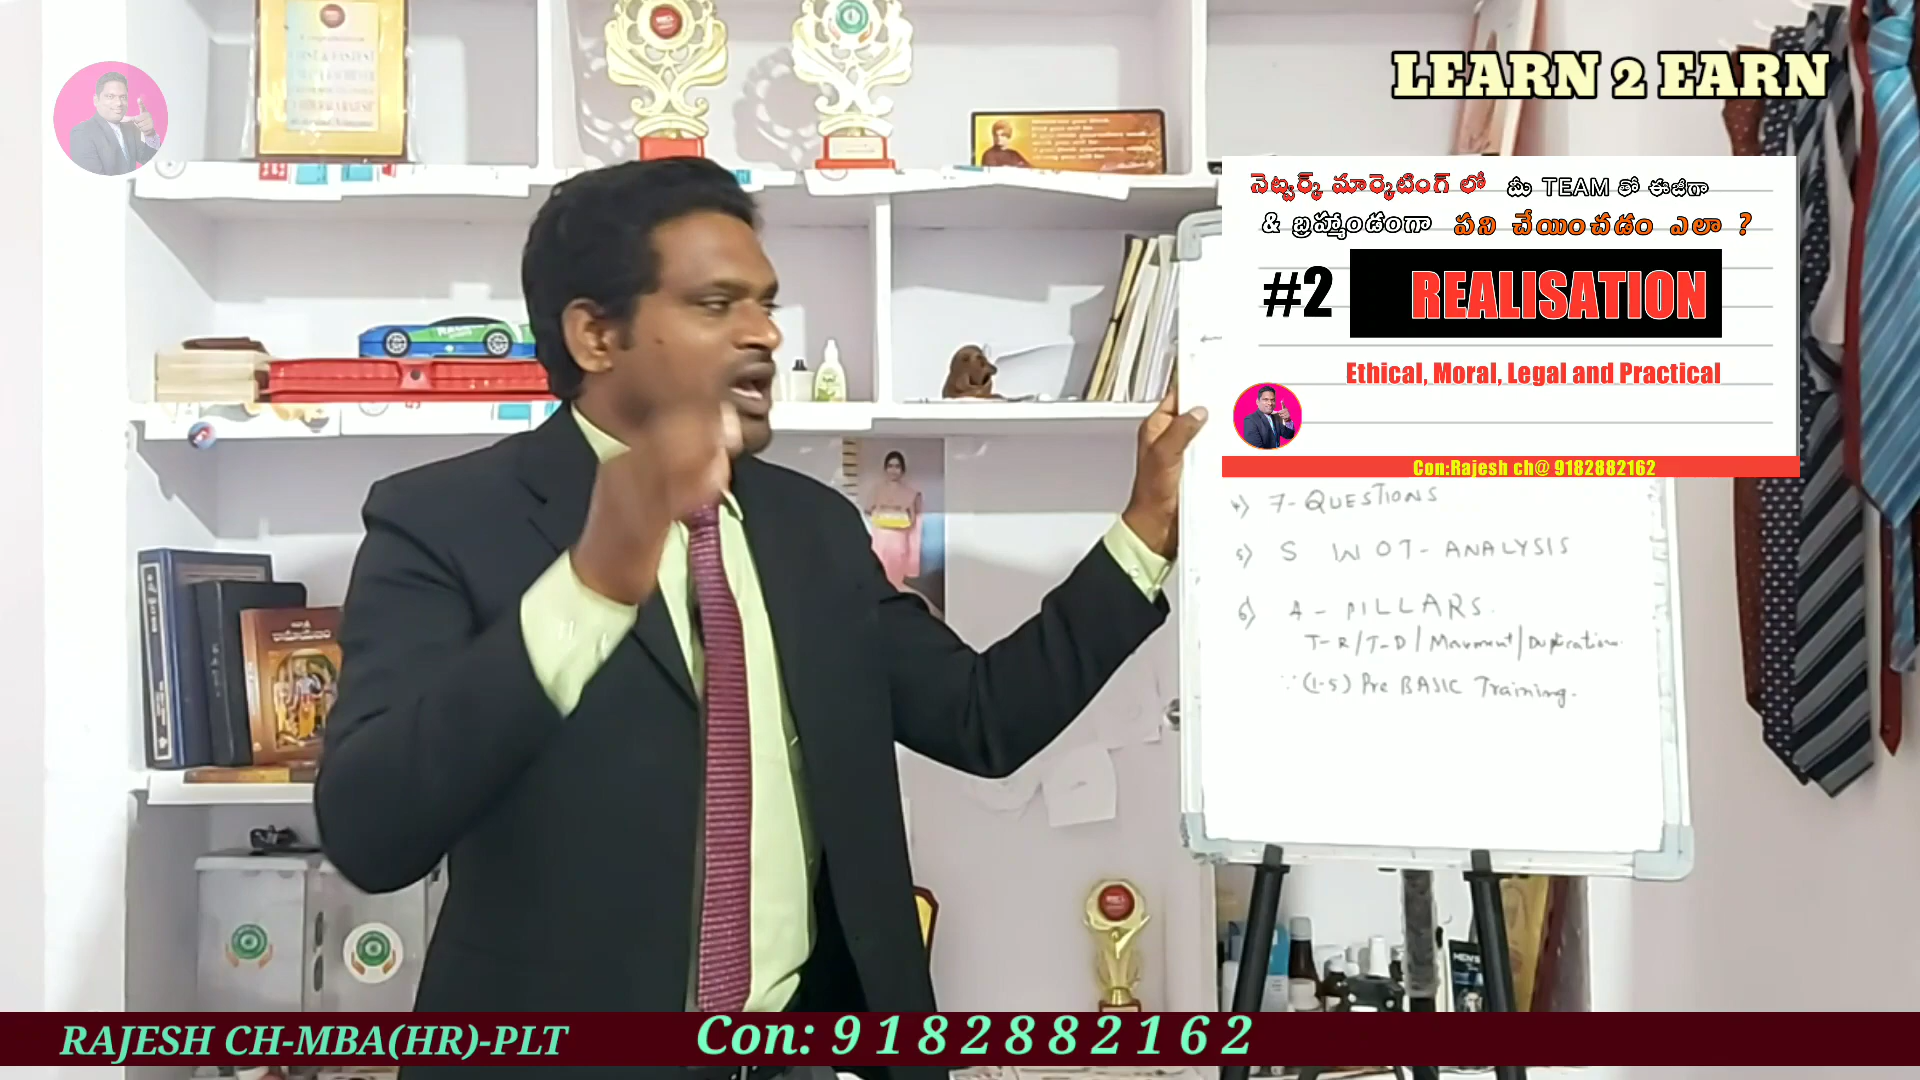 LEARN 2 EARN
నెట్వర్క్ మార్కెటింగ్ లో మీ TEAM తో ఈజీగా
& బ్రహ్మాండంగా పని చేయించడం ఎలా ?
#2 REALISATION
Ethical, Moral, Legal and Practical
Con:Rajesh ch@ 9182882162
4) 7-QUESTIONS
5) S W O T - ANALYSIS
6) 4 - PILLARS.
T-R/T-D/Movment/Duplication.
∵ (1-5) Pre BASIC Training.
RAJESH CH-MBA(HR)-PLT
Con: 9 1 8 2 8 8 2 1 6 2